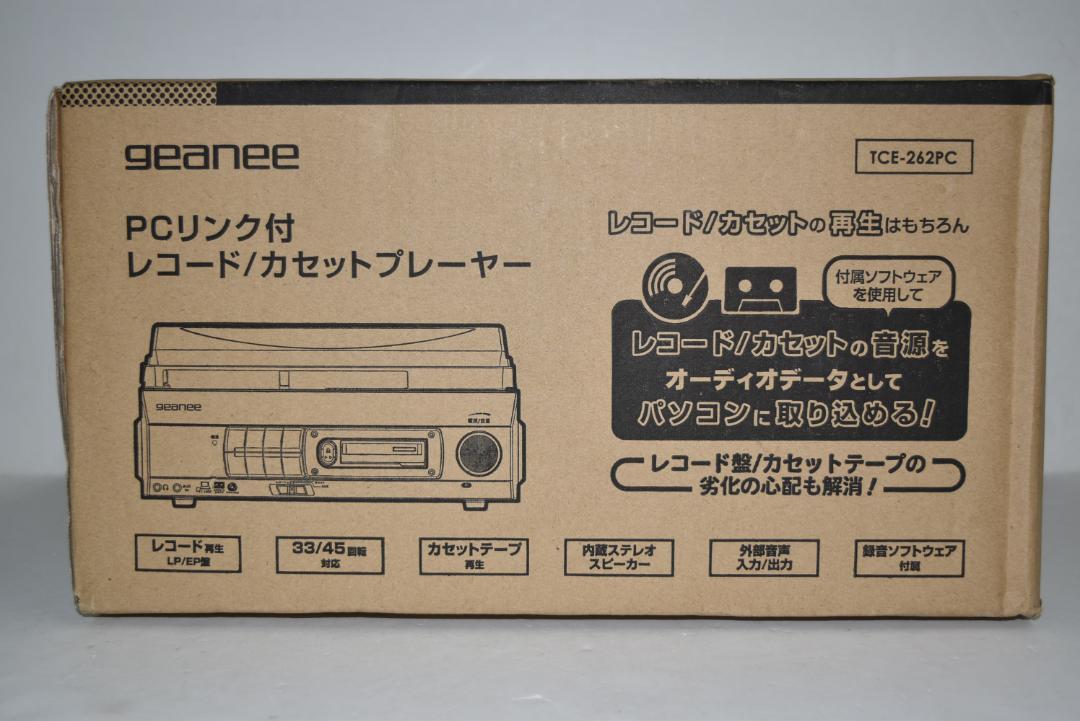 geanee
TCE-262PC
PCリンク付
レコード/カセットプレーヤー
レコード/カセットの再生はもちろん
付属ソフトウェア
を使用して
レコード/カセットの音源を
オーディオデータとして
パソコンに取り込める!
レコード盤/カセットテープの
劣化の心配も解消!
geanee
電源/音量
レコード再生
LP/EP盤
33/45回転
対応
カセットテープ
再生
内蔵ステレオ
スピーカー
外部音声
入力/出力
録音ソフトウェア
付属